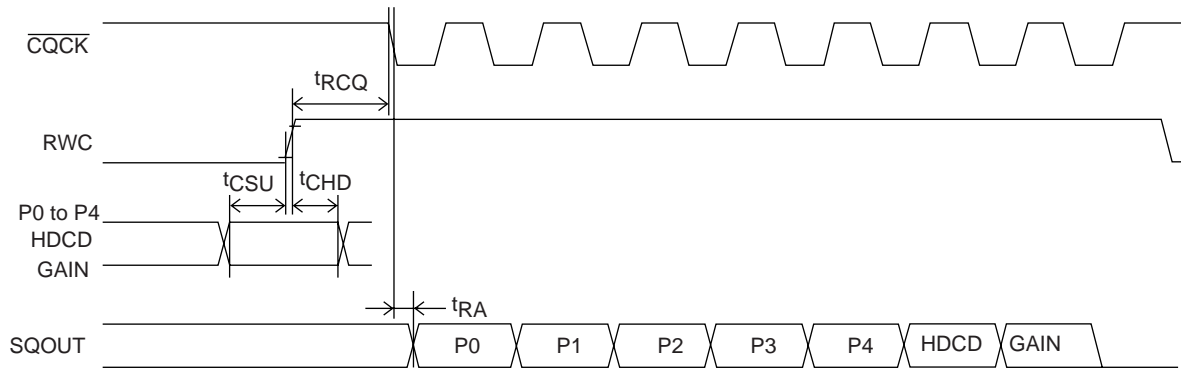 CQCK
tRCQ
RWC
tCSU tCHD
P0 to P4
HDCD
GAIN
tRA
SQOUT P0 P1 P2 P3 P4 HDCD GAIN